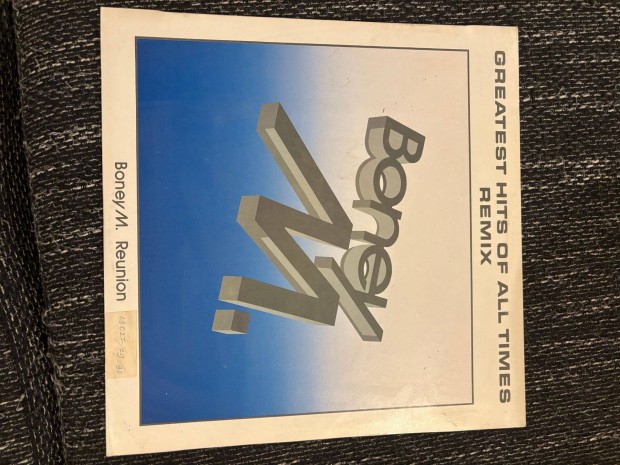 GREATEST HITS OF ALL TIMES
REMIX
Boney M.
Boney M. Reunion